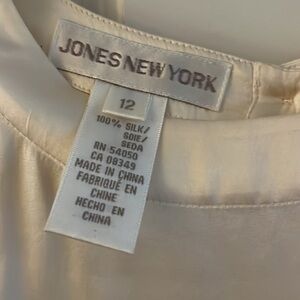 JONES NEW YORK
12
100% SILK/
SOIE/
SEDA
RN 54050
CA 08349
MADE IN CHINA
FABRIQUÉ EN
CHINE
HECHO EN
CHINA